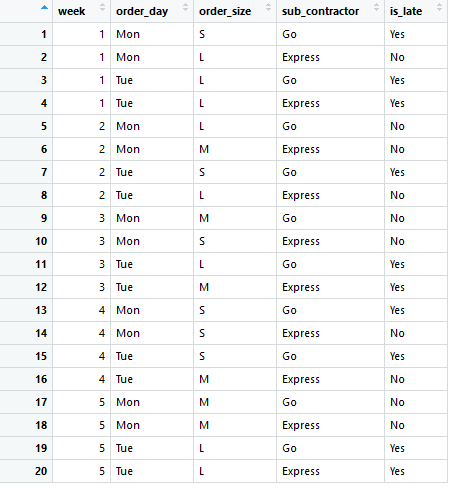 week order_day order_size sub_contractor is_late
1 1 Mon S Go Yes
2 1 Mon L Express No
3 1 Tue L Go Yes
4 1 Tue L Express Yes
5 2 Mon L Go No
6 2 Mon M Express No
7 2 Tue S Go Yes
8 2 Tue L Express No
9 3 Mon M Go No
10 3 Mon S Express No
11 3 Tue L Go Yes
12 3 Tue M Express Yes
13 4 Mon S Go Yes
14 4 Mon S Express No
15 4 Tue S Go Yes
16 4 Tue M Express No
17 5 Mon M Go No
18 5 Mon M Express No
19 5 Tue L Go Yes
20 5 Tue L Express Yes